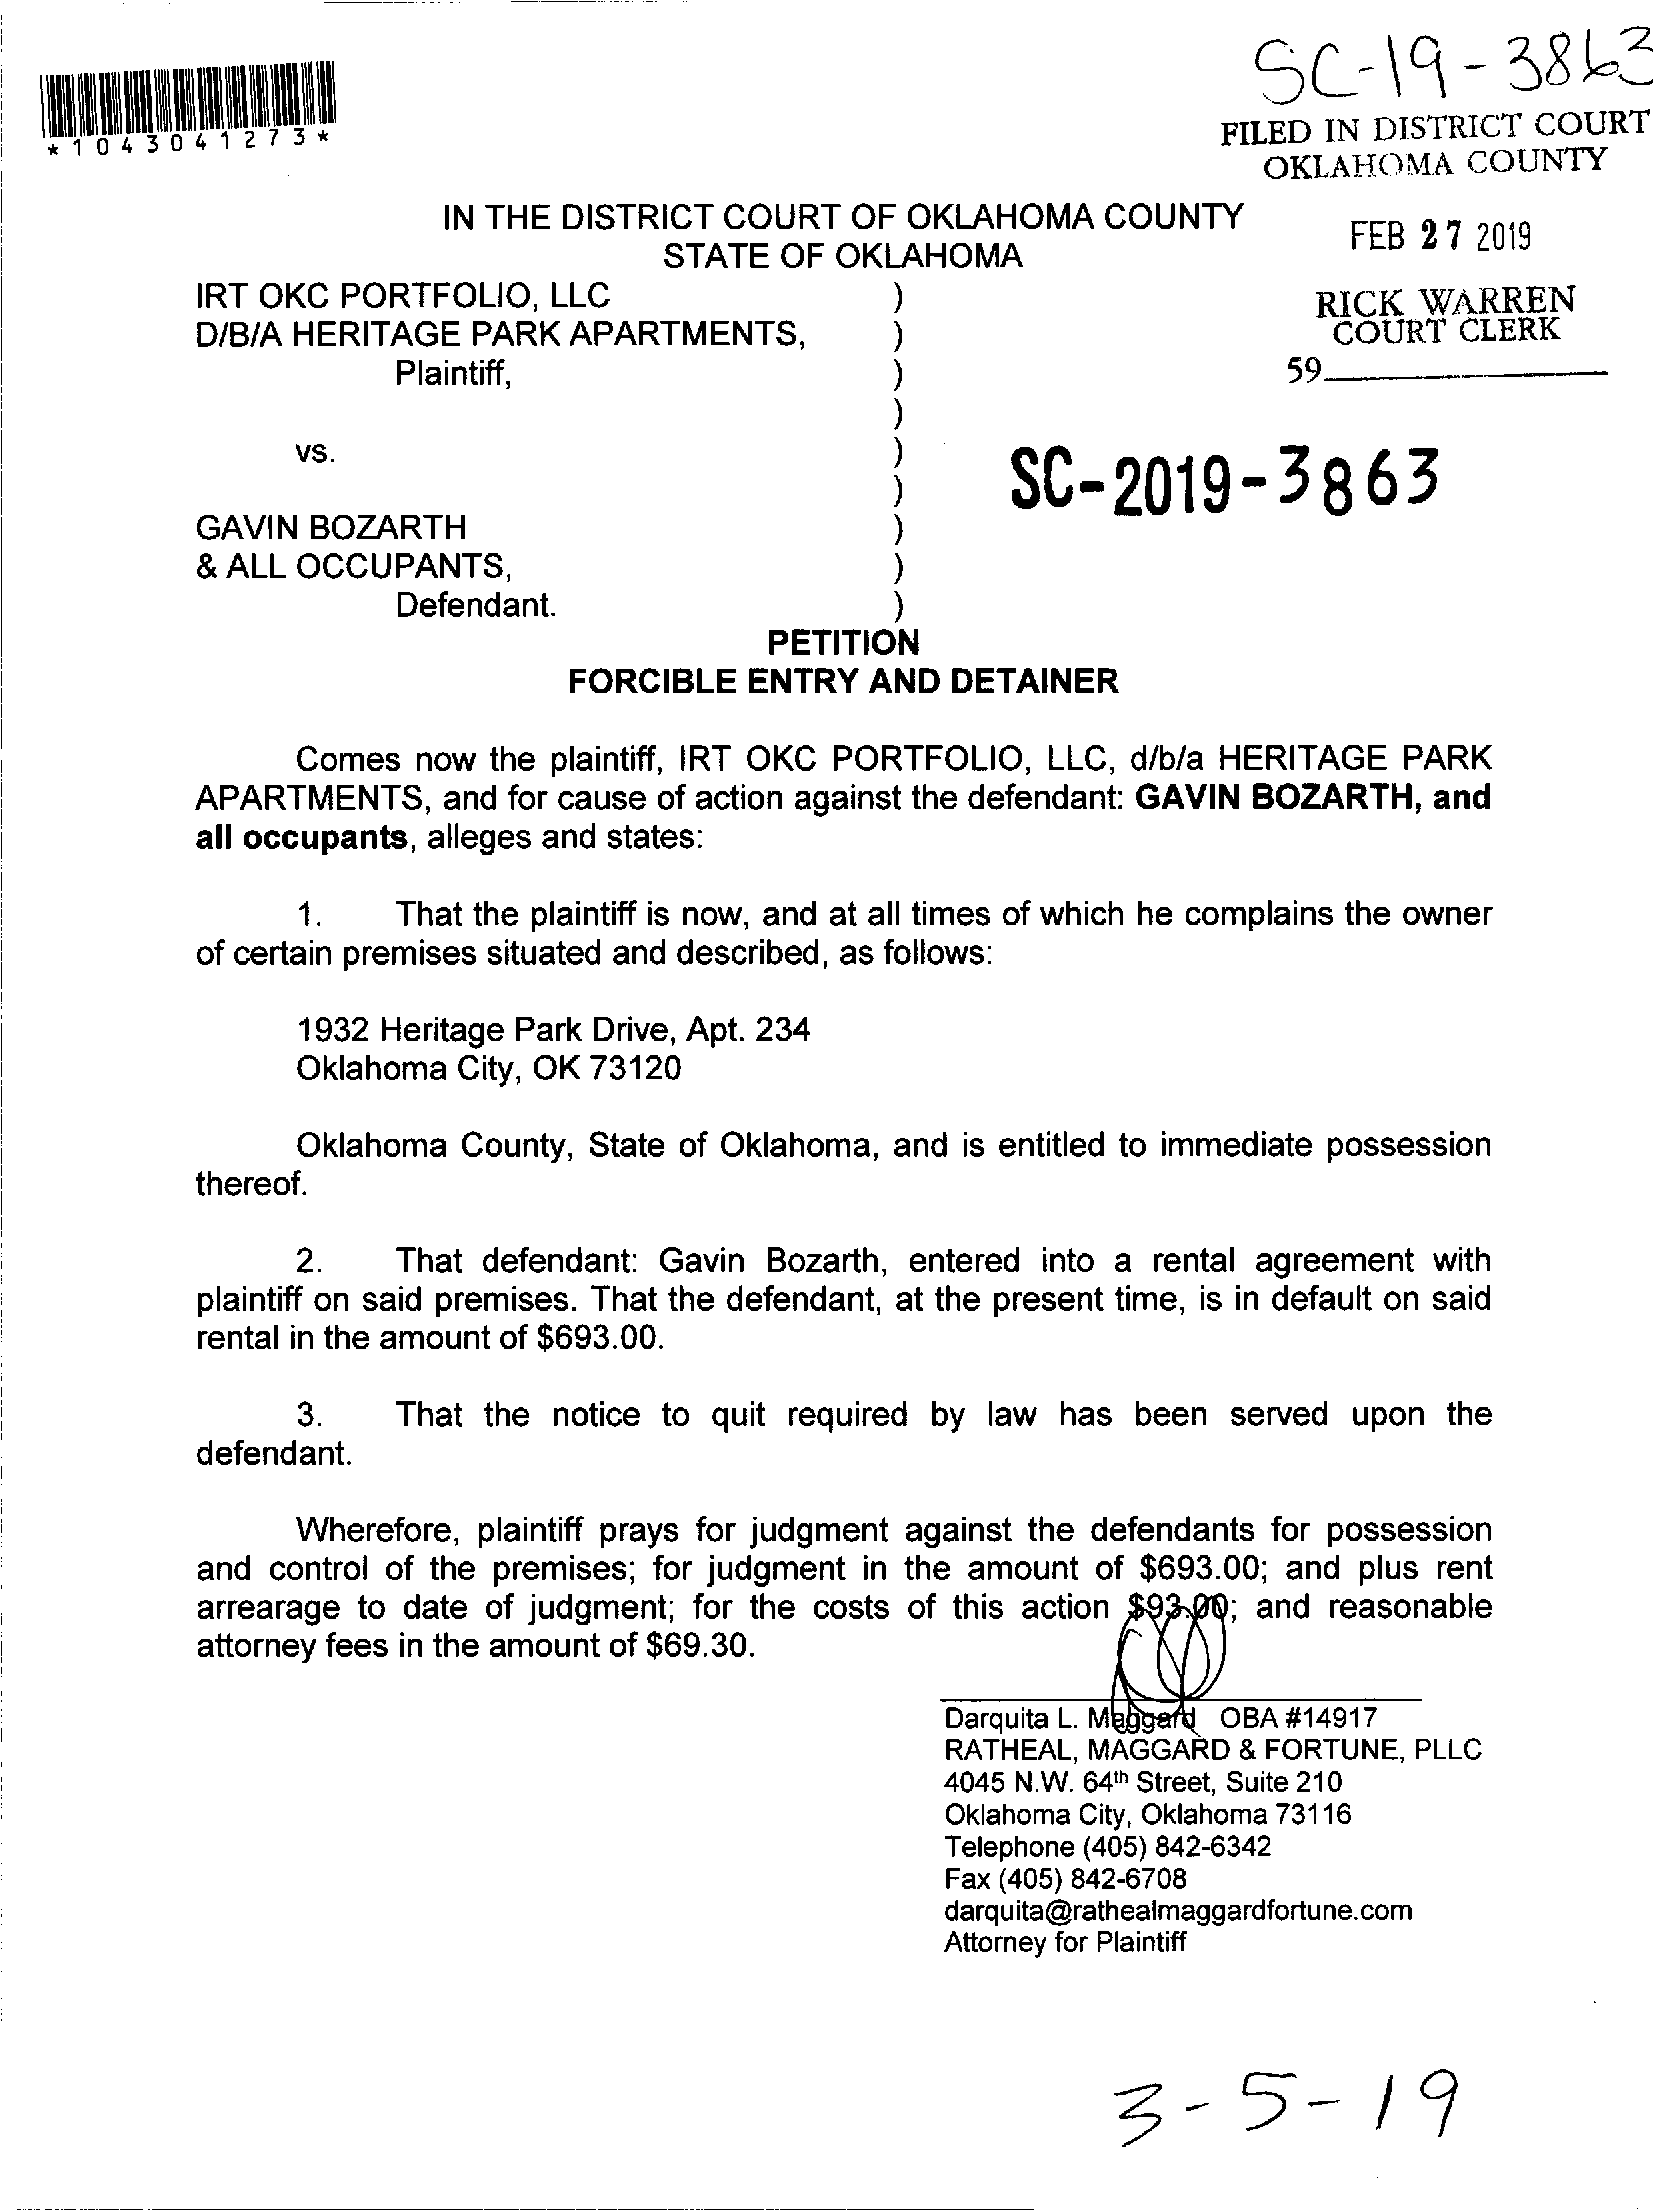 SC-19-3863
*1043041273*
FILED IN DISTRICT COURT
OKLAHOMA COUNTY
IN THE DISTRICT COURT OF OKLAHOMA COUNTY
STATE OF OKLAHOMA
FEB 27 2019
IRT OKC PORTFOLIO, LLC )
D/B/A HERITAGE PARK APARTMENTS, )
Plaintiff, )
)
RICK WARREN
COURT CLERK
59
vs. )
)
SC-2019-3863
GAVIN BOZARTH )
& ALL OCCUPANTS, )
Defendant. )
PETITION
FORCIBLE ENTRY AND DETAINER
Comes now the plaintiff, IRT OKC PORTFOLIO, LLC, d/b/a HERITAGE PARK
APARTMENTS, and for cause of action against the defendant: GAVIN BOZARTH, and
all occupants, alleges and states:
1. That the plaintiff is now, and at all times of which he complains the owner
of certain premises situated and described, as follows:
1932 Heritage Park Drive, Apt. 234
Oklahoma City, OK 73120
Oklahoma County, State of Oklahoma, and is entitled to immediate possession
thereof.
2. That defendant: Gavin Bozarth, entered into a rental agreement with
plaintiff on said premises. That the defendant, at the present time, is in default on said
rental in the amount of $693.00.
3. That the notice to quit required by law has been served upon the
defendant.
Wherefore, plaintiff prays for judgment against the defendants for possession
and control of the premises; for judgment in the amount of $693.00; and plus rent
arrearage to date of judgment; for the costs of this action $93.00; and reasonable
attorney fees in the amount of $69.30.
Darquita L. Maggard OBA #14917
RATHEAL, MAGGARD & FORTUNE, PLLC
4045 N.W. 64th Street, Suite 210
Oklahoma City, Oklahoma 73116
Telephone (405) 842-6342
Fax (405) 842-6708
darquita@rathealmaggardfortune.com
Attorney for Plaintiff
3-5-19